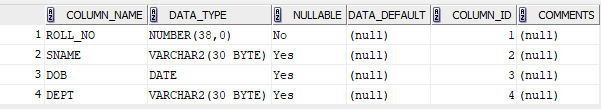 COLUMN_NAME DATA_TYPE NULLABLE DATA_DEFAULT COLUMN_ID COMMENTS
1 ROLL_NO NUMBER(38,0) No (null) 1 (null)
2 SNAME VARCHAR2(30 BYTE) Yes (null) 2 (null)
3 DOB DATE Yes (null) 3 (null)
4 DEPT VARCHAR2(30 BYTE) Yes (null) 4 (null)